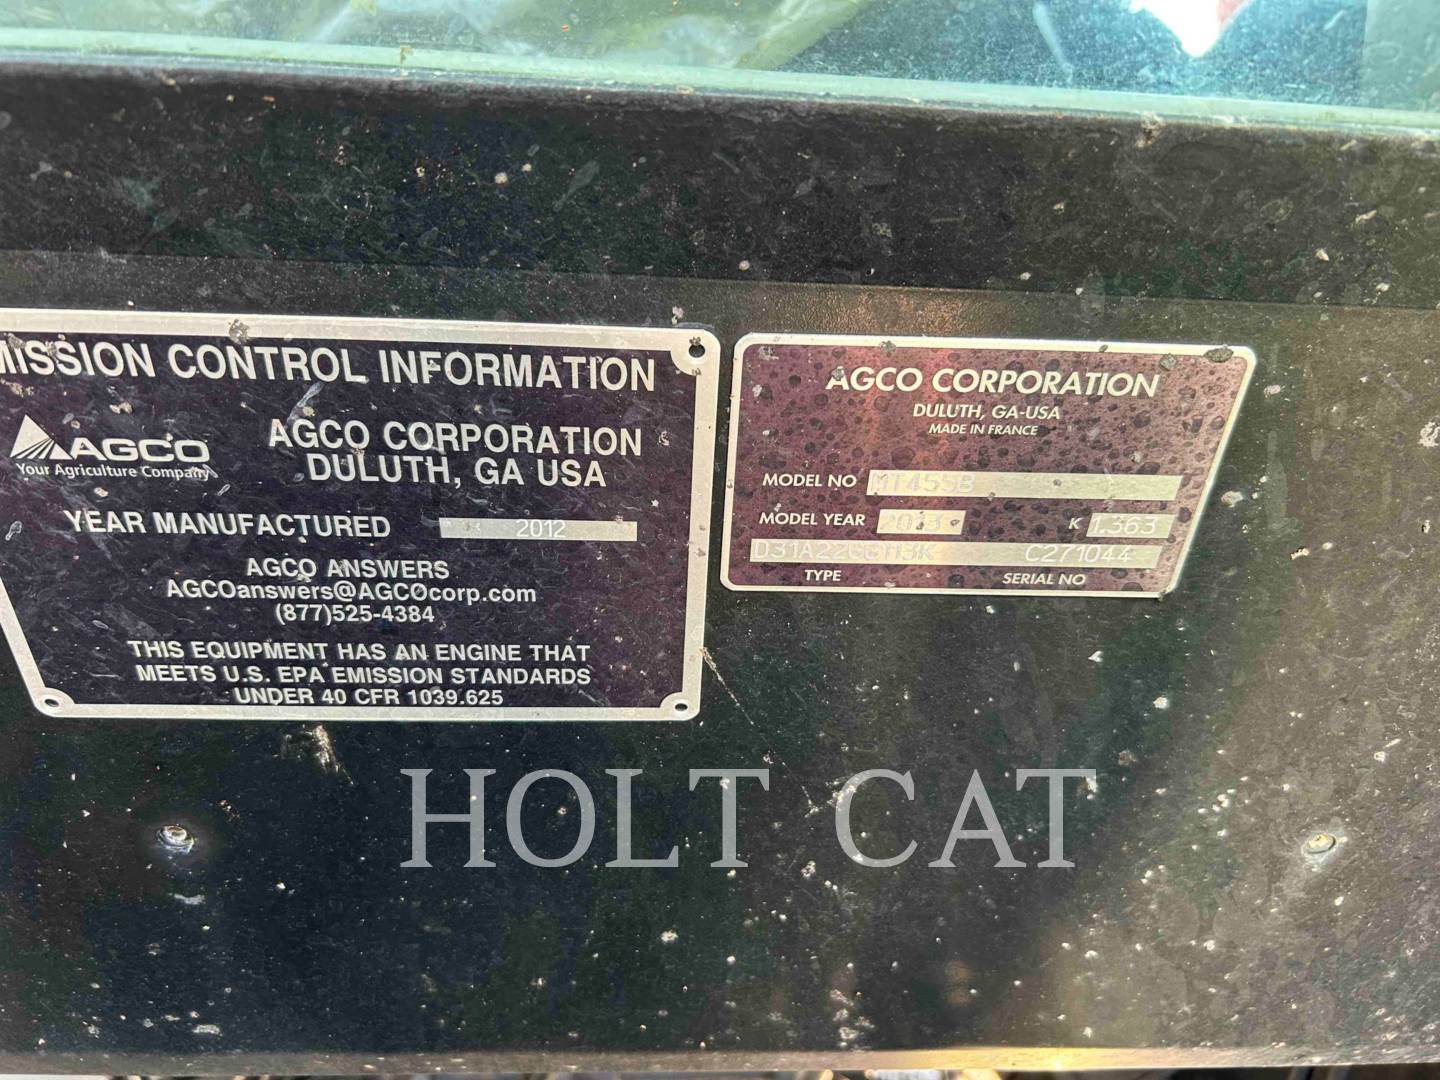 MISSION CONTROL INFORMATION
AGCO
Your Agriculture Company
AGCO CORPORATION
DULUTH, GA USA
YEAR MANUFACTURED 2012
AGCO ANSWERS
AGCOanswers@AGCOcorp.com
(877)525-4384
THIS EQUIPMENT HAS AN ENGINE THAT
MEETS U.S. EPA EMISSION STANDARDS
UNDER 40 CFR 1039.625
AGCO CORPORATION
DULUTH, GA-USA
MADE IN FRANCE
MODEL NO MT455B
MODEL YEAR 2013 K 1.363
C271044
TYPE SERIAL NO
HOLT CAT